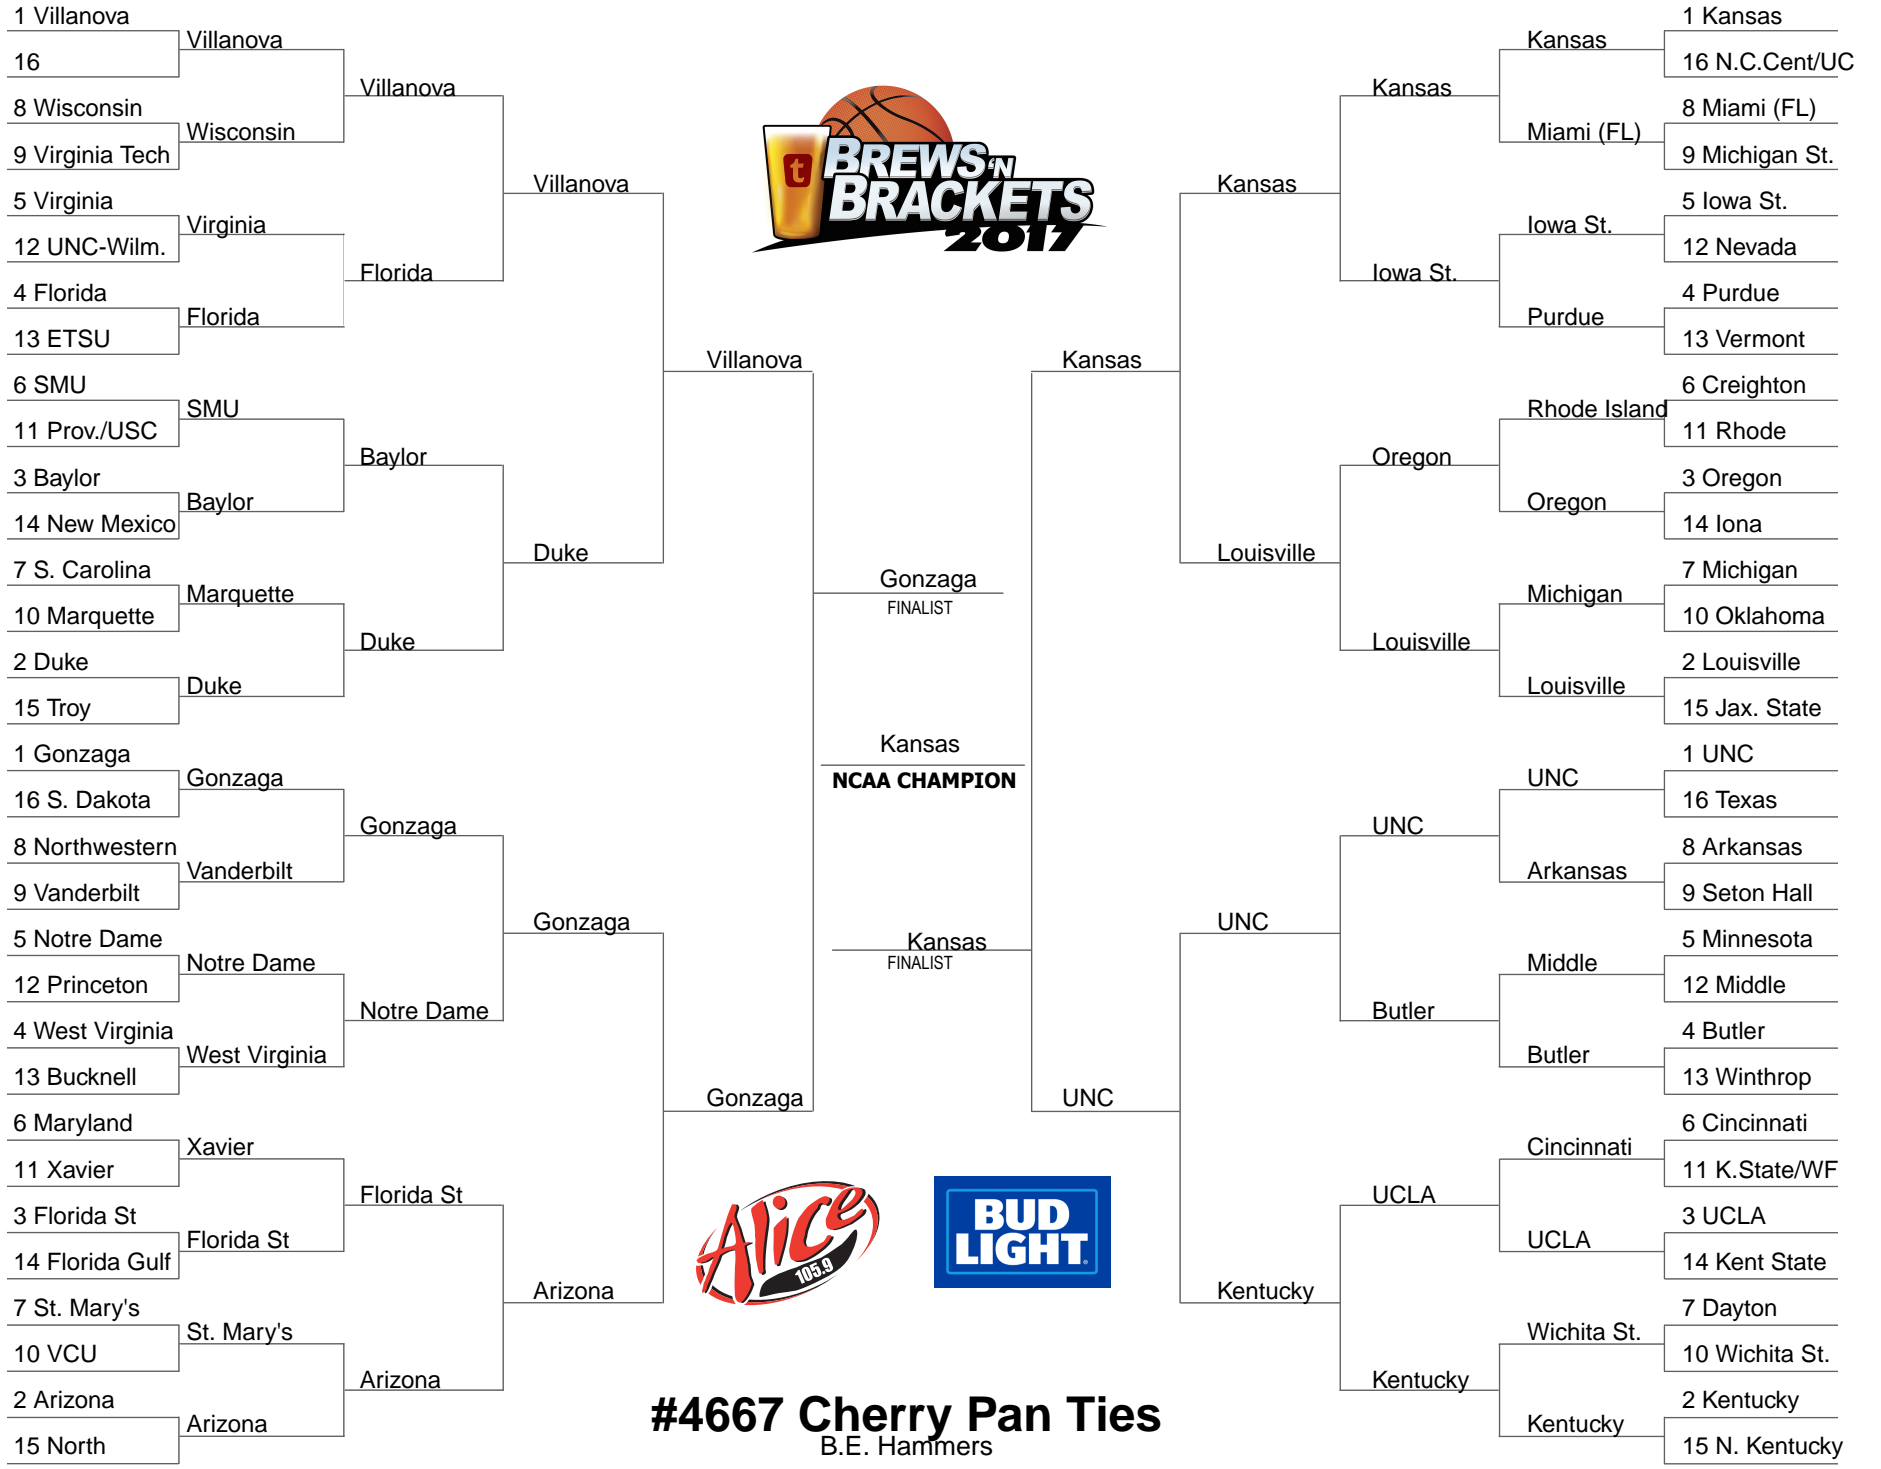 1 Villanova
16
8 Wisconsin
9 Virginia Tech
5 Virginia
12 UNC-Wilm.
4 Florida
13 ETSU
6 SMU
11 Prov./USC
3 Baylor
14 New Mexico
7 S. Carolina
10 Marquette
2 Duke
15 Troy
1 Gonzaga
16 S. Dakota
8 Northwestern
9 Vanderbilt
5 Notre Dame
12 Princeton
4 West Virginia
13 Bucknell
6 Maryland
11 Xavier
3 Florida St
14 Florida Gulf
7 St. Mary's
10 VCU
2 Arizona
15 North
Villanova
Wisconsin
Virginia
Florida
SMU
Baylor
Marquette
Duke
Gonzaga
Vanderbilt
Notre Dame
West Virginia
Xavier
Florida St
St. Mary's
Arizona
Villanova
Florida
Baylor
Duke
Gonzaga
Notre Dame
Florida St
Arizona
Villanova
Duke
Gonzaga
Arizona
Villanova
Gonzaga
t
BREWS 'N
BRACKETS
2017
Gonzaga
FINALIST
Kansas
NCAA CHAMPION
Kansas
FINALIST
Alice
105.9
BUD
LIGHT
#4667 Cherry Pan Ties
B.E. Hammers
Kansas
UNC
Kansas
Louisville
UNC
Kentucky
Kansas
Iowa St.
Oregon
Louisville
UNC
Butler
UCLA
Kentucky
Kansas
Miami (FL)
Iowa St.
Purdue
Rhode Island
Oregon
Michigan
Louisville
UNC
Arkansas
Middle
Butler
Cincinnati
UCLA
Wichita St.
Kentucky
1 Kansas
16 N.C.Cent/UC
8 Miami (FL)
9 Michigan St.
5 Iowa St.
12 Nevada
4 Purdue
13 Vermont
6 Creighton
11 Rhode
3 Oregon
14 Iona
7 Michigan
10 Oklahoma
2 Louisville
15 Jax. State
1 UNC
16 Texas
8 Arkansas
9 Seton Hall
5 Minnesota
12 Middle
4 Butler
13 Winthrop
6 Cincinnati
11 K.State/WF
3 UCLA
14 Kent State
7 Dayton
10 Wichita St.
2 Kentucky
15 N. Kentucky